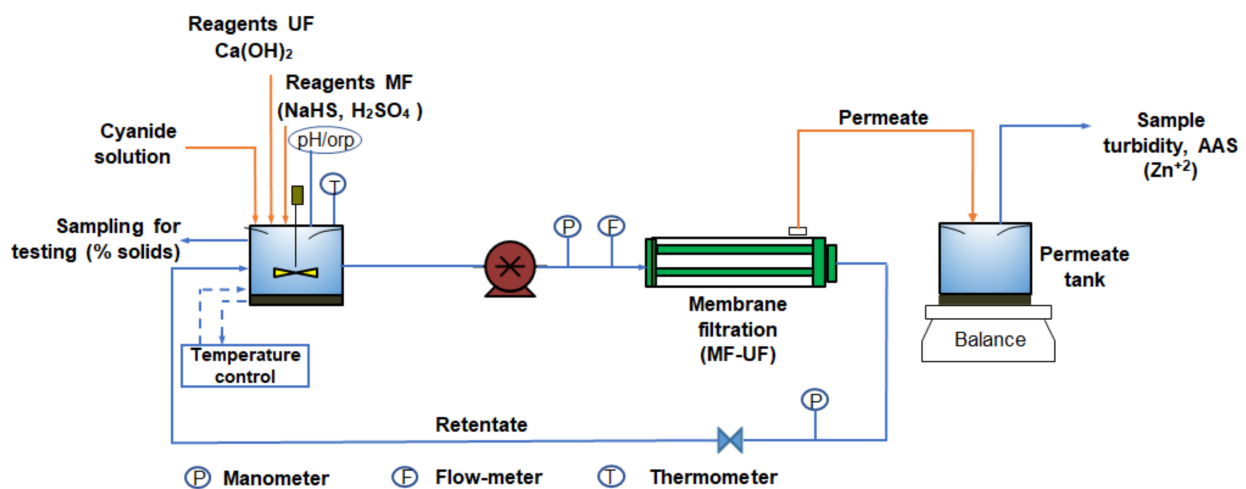 Reagents UF
Ca(OH)₂
Reagents MF
(NaHS, H₂SO₄ )
pH/orp
Cyanide
solution
T
Sampling for
testing (% solids)
Temperature
control
P
F
Membrane
filtration
(MF-UF)
Permeate
Sample
turbidity, AAS
(Zn⁺²)
Permeate
tank
Balance
P
Retentate
P Manometer
F Flow-meter
T Thermometer